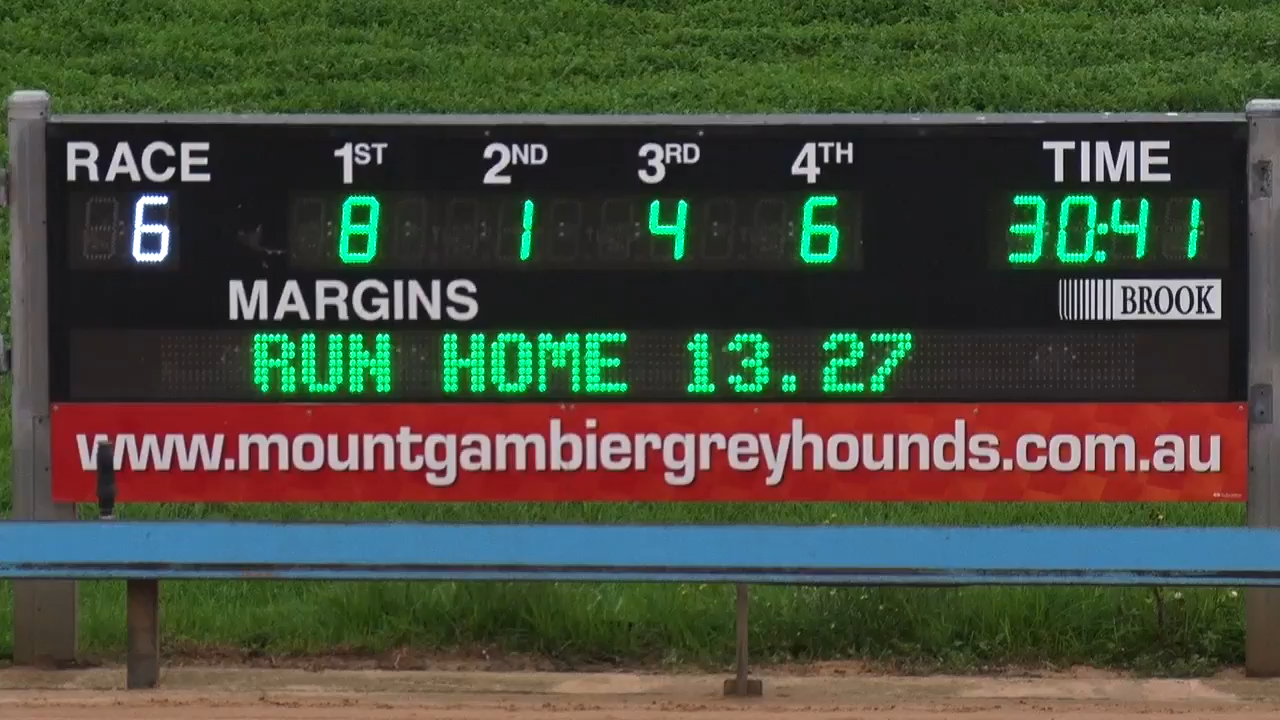 RACE 1ST 2ND 3RD 4TH TIME
6 8 1 4 6 30:41
MARGINS BROOK
RUN HOME 13.27
www.mountgambiergreyhounds.com.au